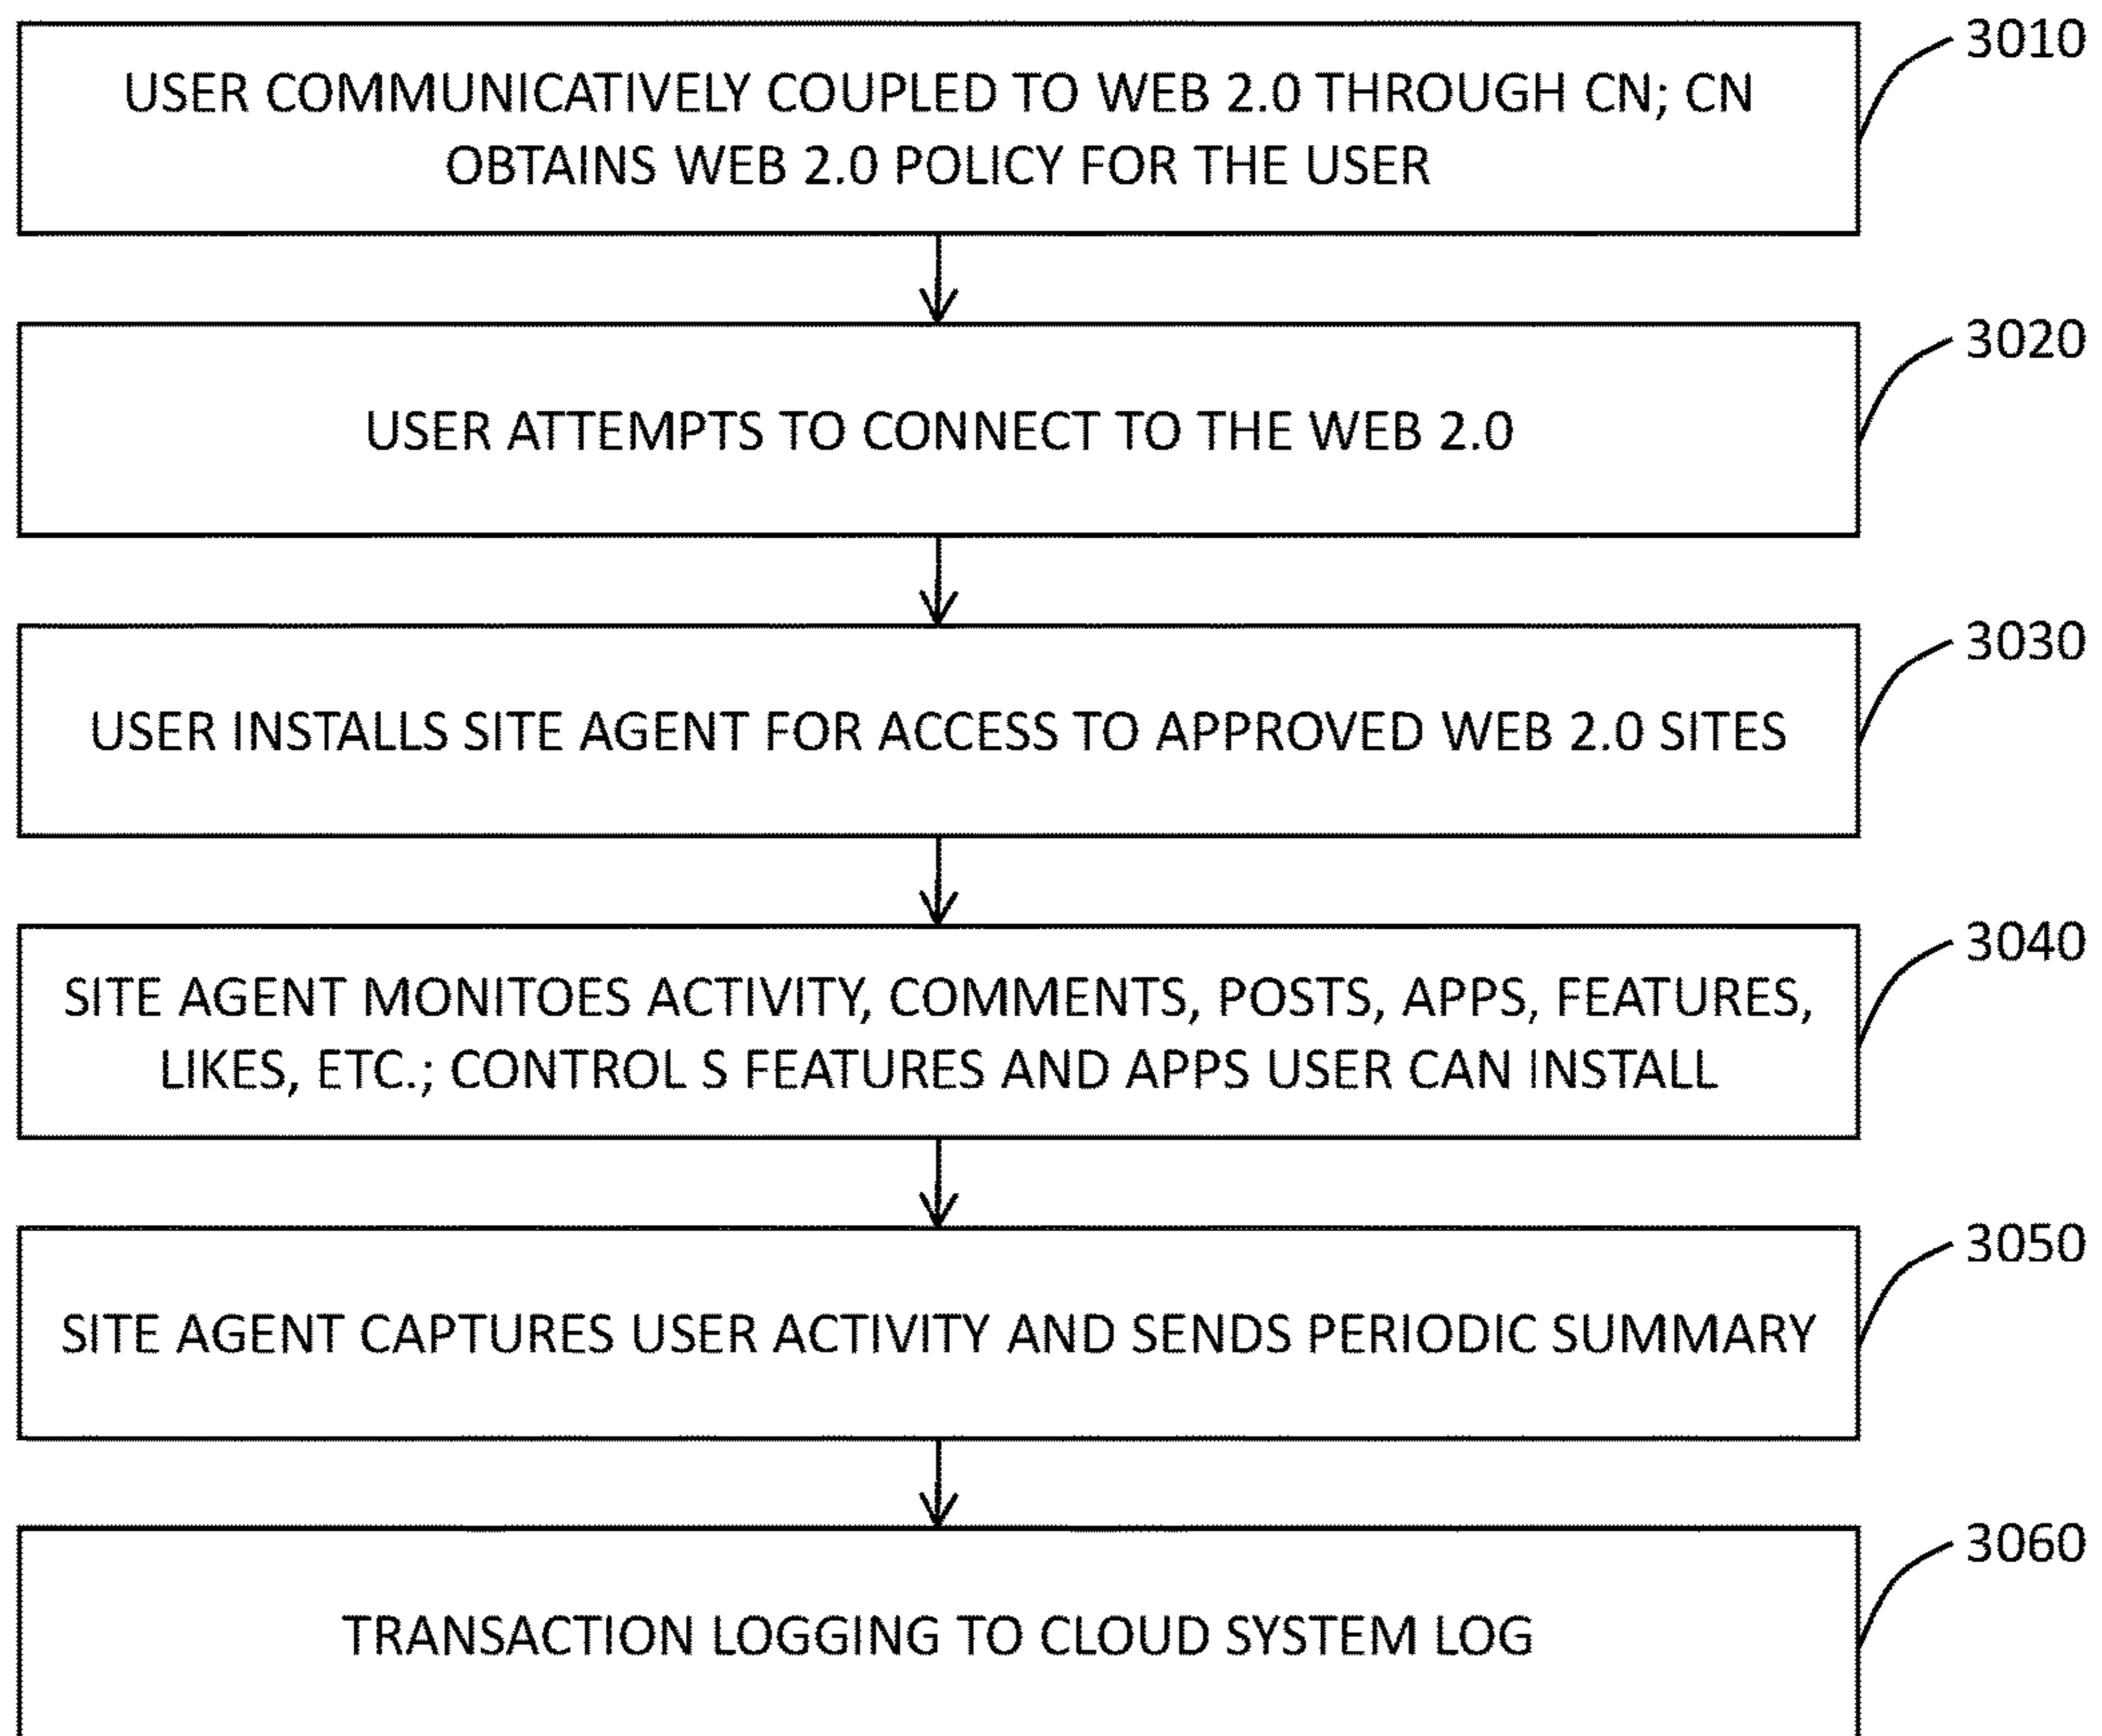 3010
USER COMMUNICATIVELY COUPLED TO WEB 2.0 THROUGH CN; CN
OBTAINS WEB 2.0 POLICY FOR THE USER
3020
USER ATTEMPTS TO CONNECT TO THE WEB 2.0
3030
USER INSTALLS SITE AGENT FOR ACCESS TO APPROVED WEB 2.0 SITES
3040
SITE AGENT MONITOES ACTIVITY, COMMENTS, POSTS, APPS, FEATURES,
LIKES, ETC.; CONTROL S FEATURES AND APPS USER CAN INSTALL
3050
SITE AGENT CAPTURES USER ACTIVITY AND SENDS PERIODIC SUMMARY
3060
TRANSACTION LOGGING TO CLOUD SYSTEM LOG